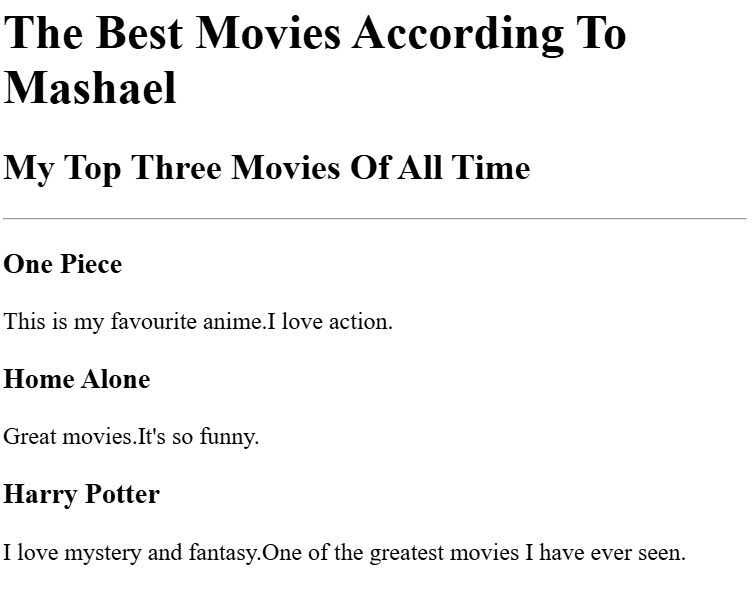 The Best Movies According To
Mashael
My Top Three Movies Of All Time
One Piece
This is my favourite anime.I love action.
Home Alone
Great movies.It's so funny.
Harry Potter
I love mystery and fantasy.One of the greatest movies I have ever seen.